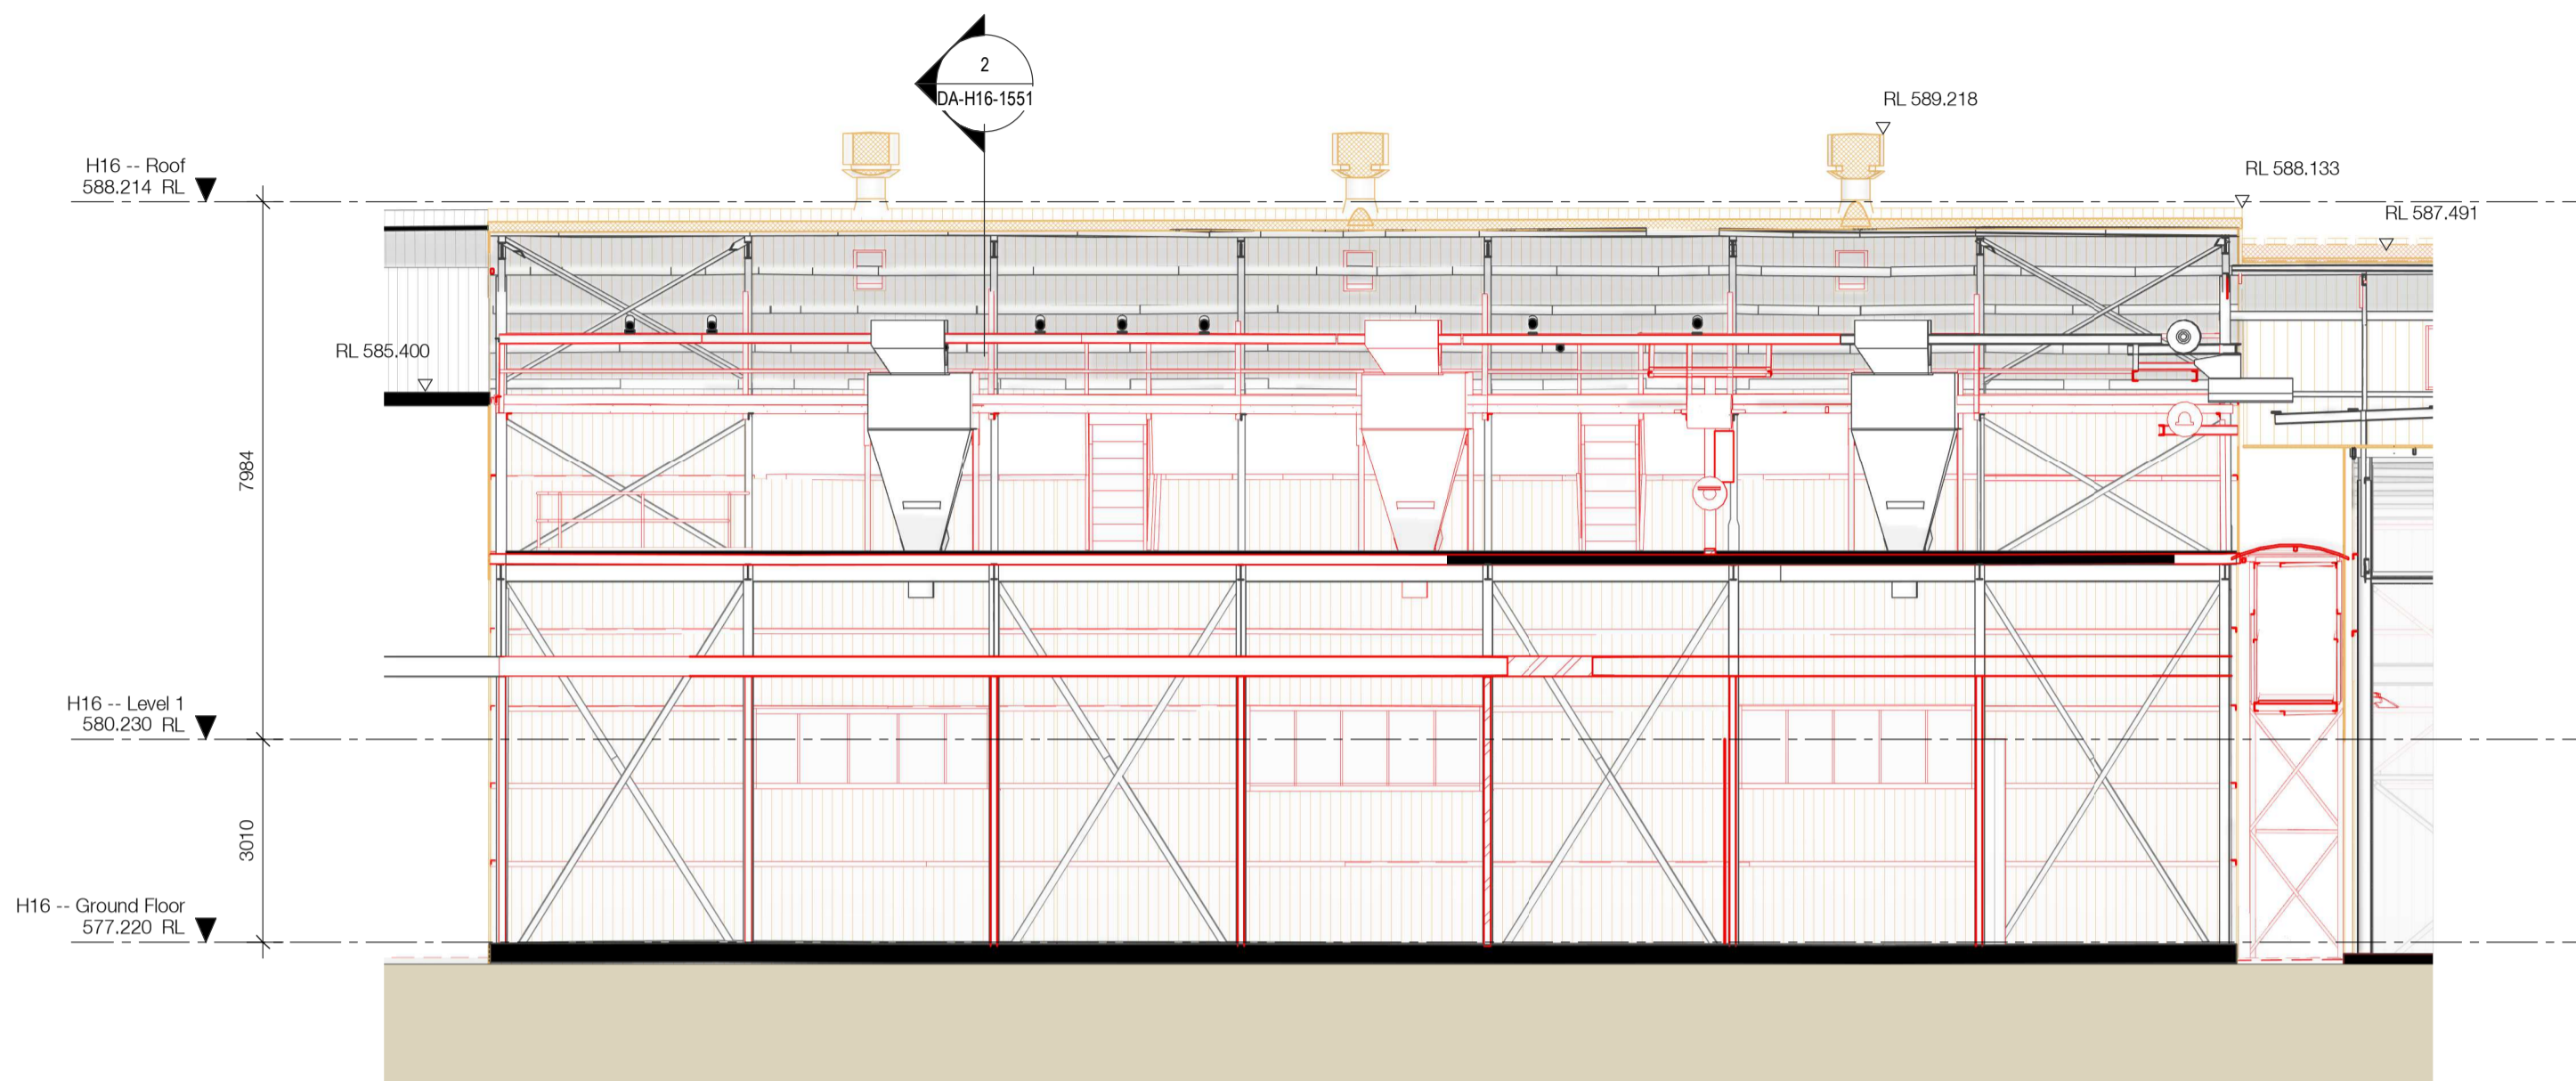 2
DA-H16-1551
RL 589.218
H16 -- Roof
588.214 RL
RL 588.133
RL 587.491
RL 585.400
7984
H16 -- Level 1
580.230 RL
3010
H16 -- Ground Floor
577.220 RL